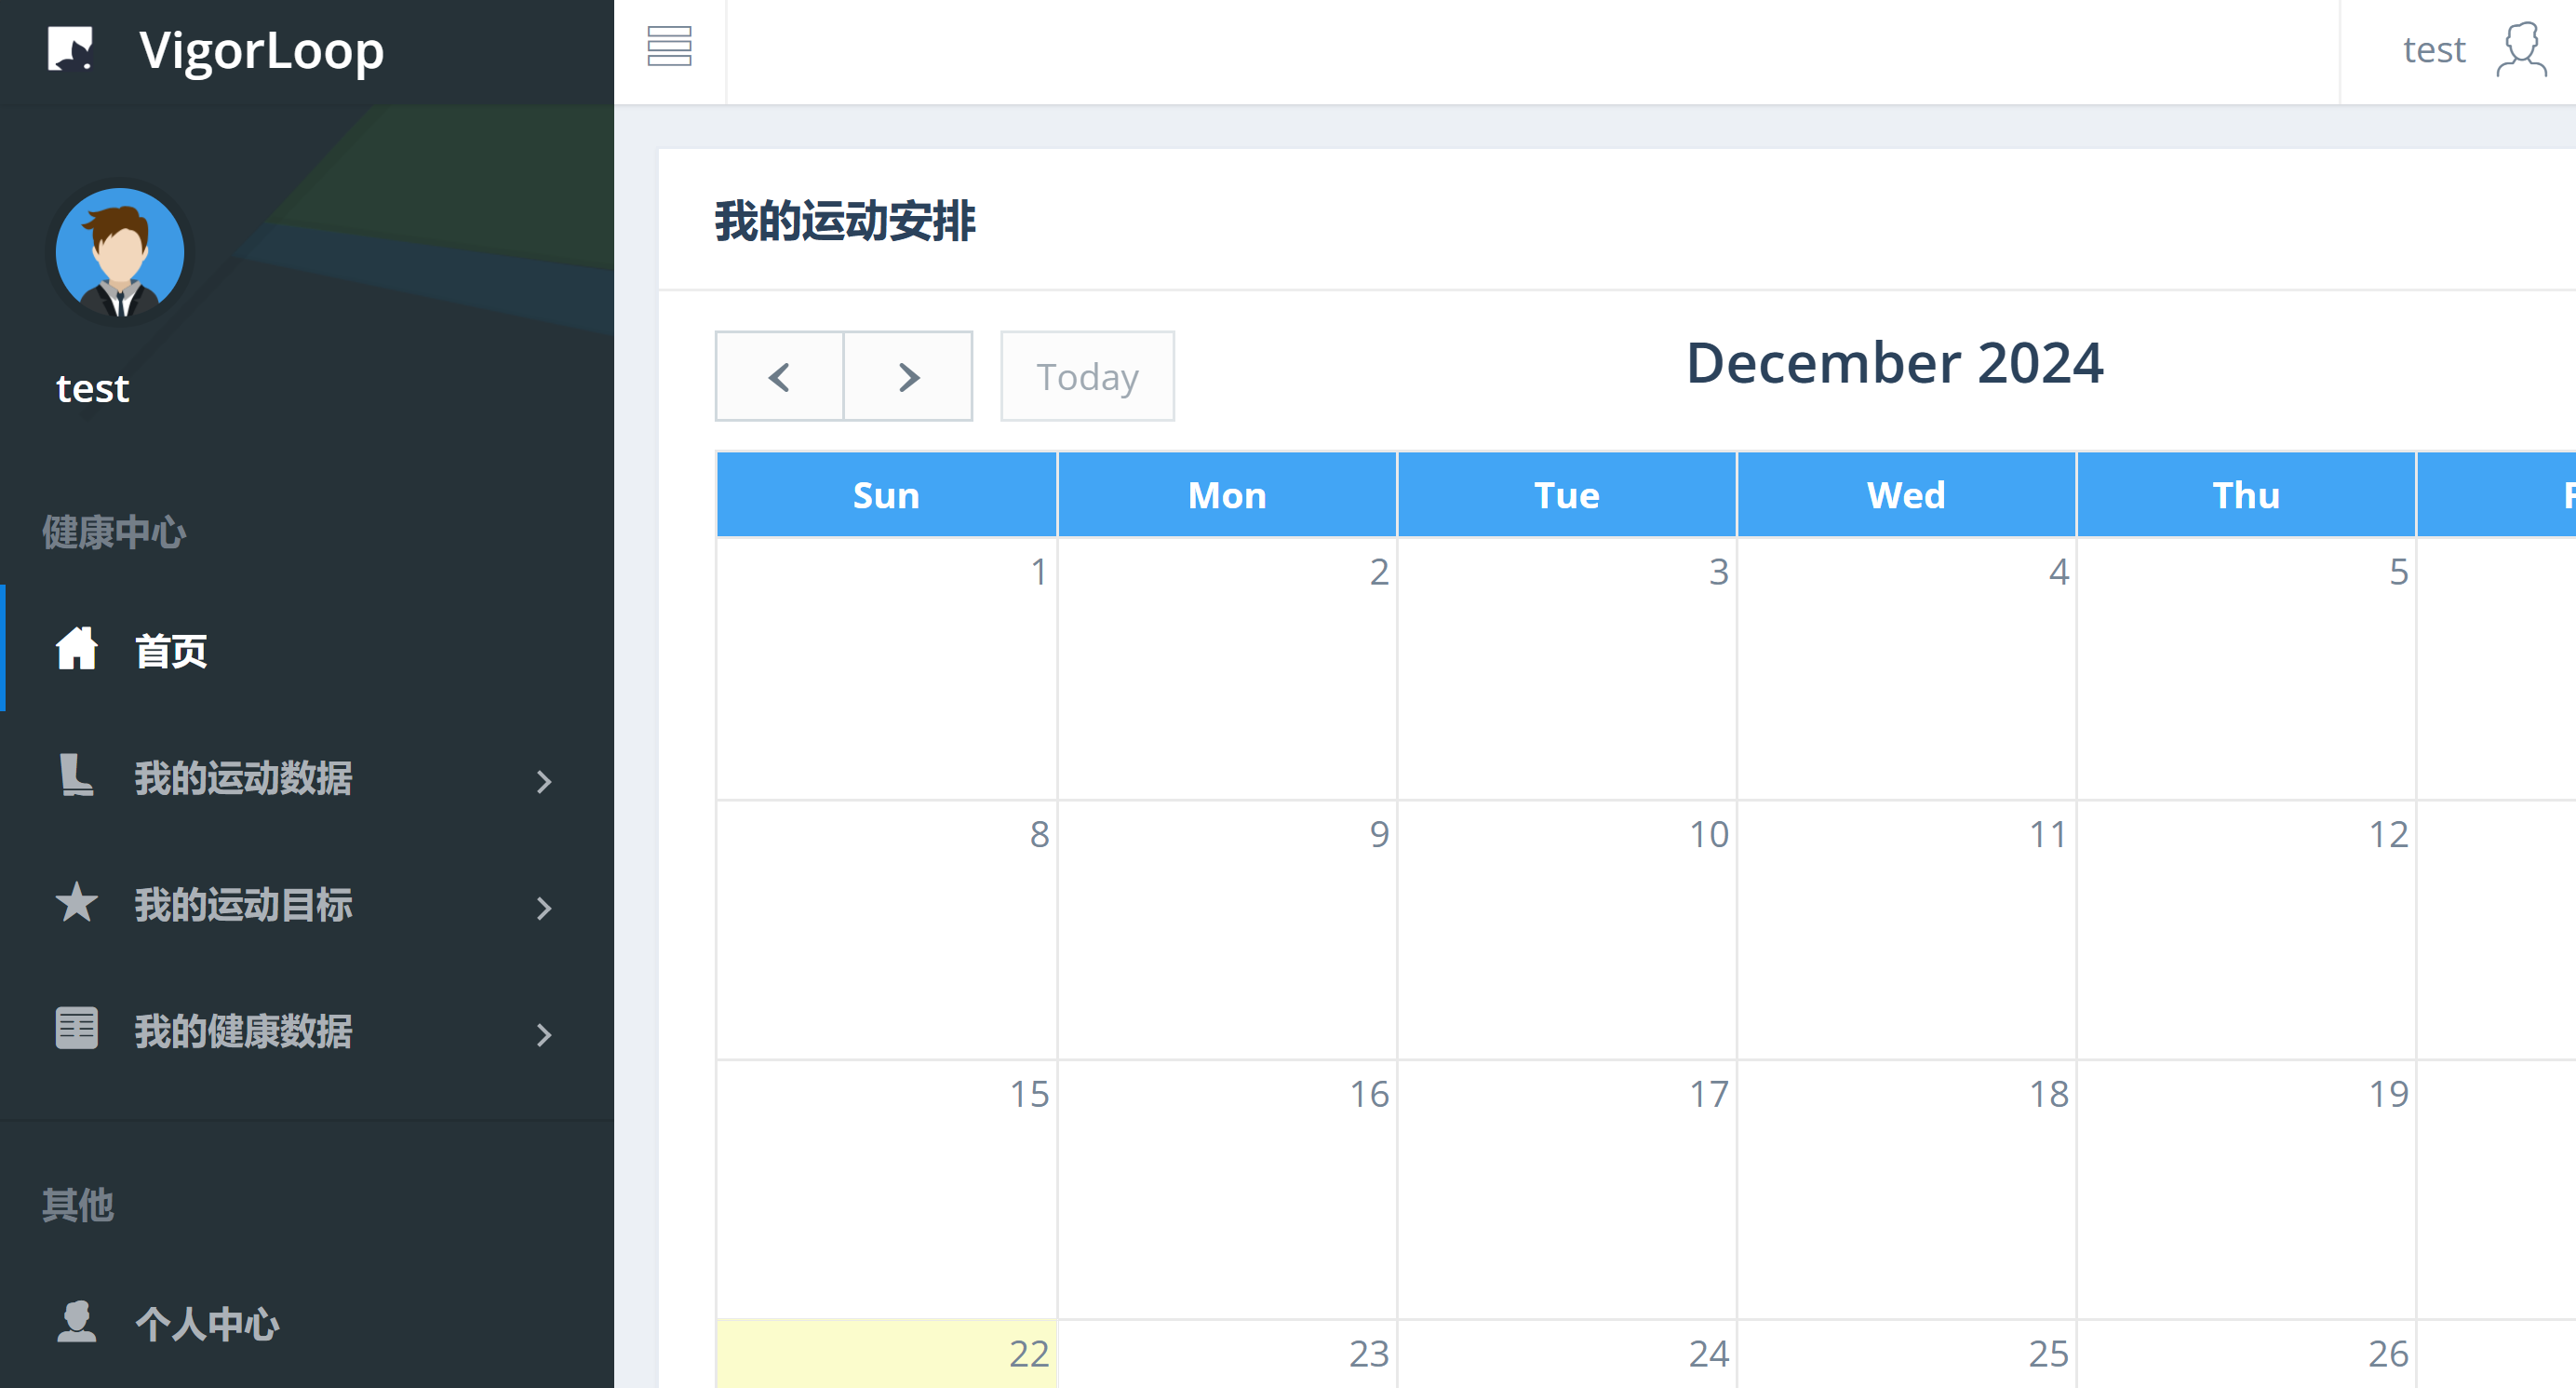 VigorLoop
test
test
健康中心
首页
我的运动数据
我的运动目标
我的健康数据
其他
个人中心
我的运动安排
Today
December 2024
Sun Mon Tue Wed Thu
1 2 3 4 5
8 9 10 11 12
15 16 17 18 19
22 23 24 25 26